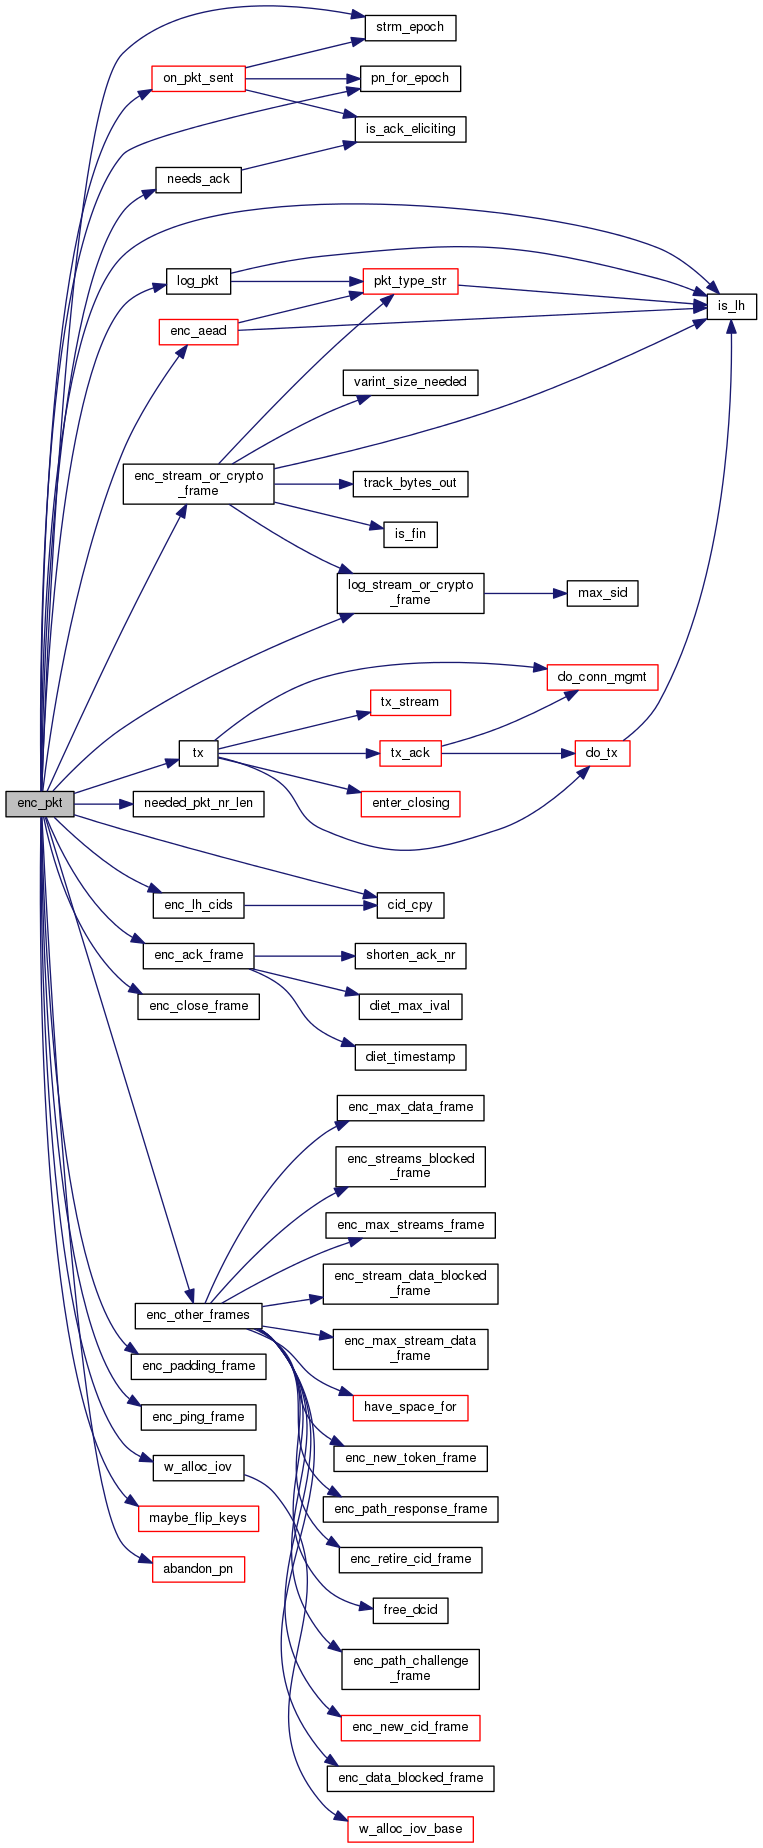 strm_epoch
on_pkt_sent
pn_for_epoch
is_ack_eliciting
needs_ack
log_pkt
pkt_type_str
is_lh
enc_aead
varint_size_needed
enc_stream_or_crypto
_frame
track_bytes_out
is_fin
log_stream_or_crypto
_frame
max_sid
do_conn_mgmt
tx_stream
tx
tx_ack
do_tx
enc_pkt
needed_pkt_nr_len
enter_closing
enc_lh_cids
cid_cpy
enc_ack_frame
shorten_ack_nr
enc_close_frame
diet_max_ival
diet_timestamp
enc_max_data_frame
enc_streams_blocked
_frame
enc_max_streams_frame
enc_stream_data_blocked
_frame
enc_other_frames
enc_max_stream_data
_frame
enc_padding_frame
have_space_for
enc_ping_frame
enc_new_token_frame
w_alloc_iov
enc_path_response_frame
maybe_flip_keys
enc_retire_cid_frame
abandon_pn
free_dcid
enc_path_challenge
_frame
enc_new_cid_frame
enc_data_blocked_frame
w_alloc_iov_base